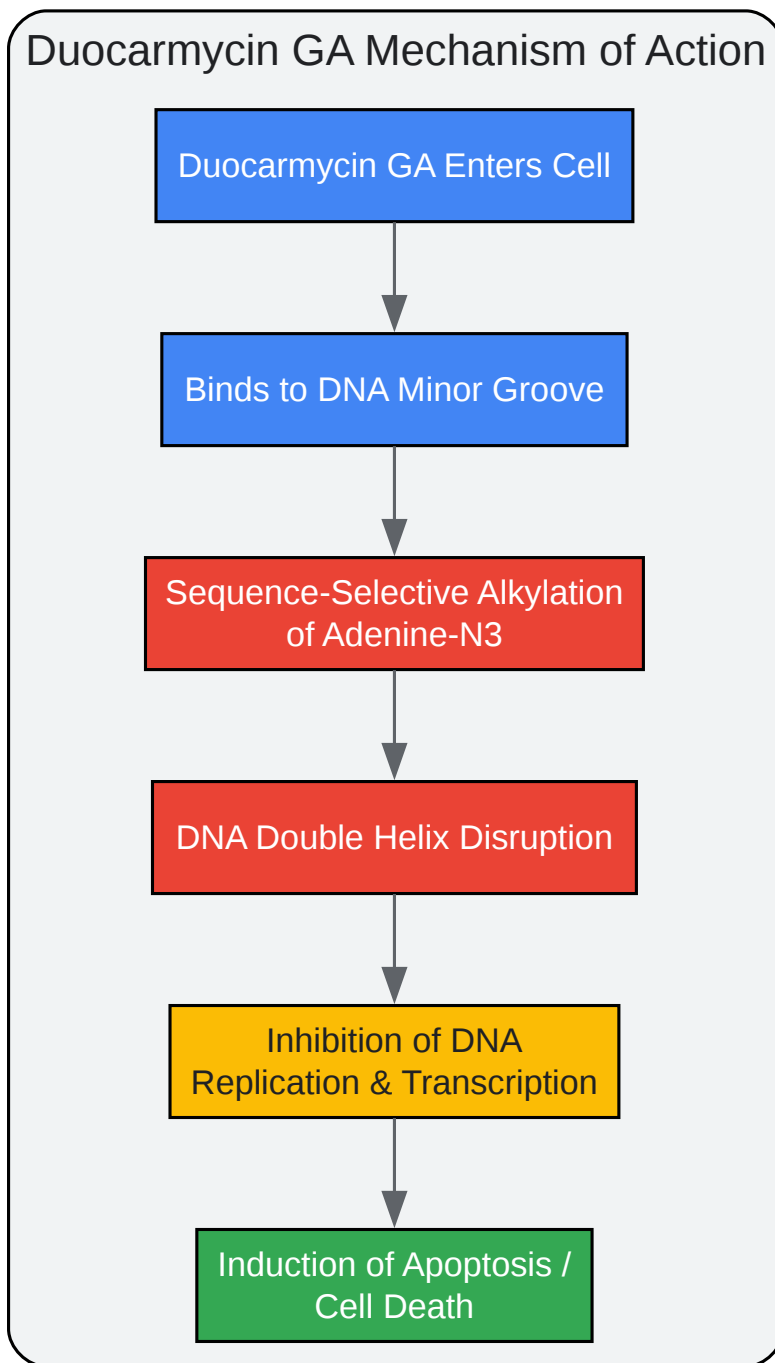 Duocarmycin GA Mechanism of Action
Duocarmycin GA Enters Cell
Binds to DNA Minor Groove
Sequence-Selective Alkylation
of Adenine-N3
DNA Double Helix Disruption
Inhibition of DNA
Replication & Transcription
Induction of Apoptosis /
Cell Death